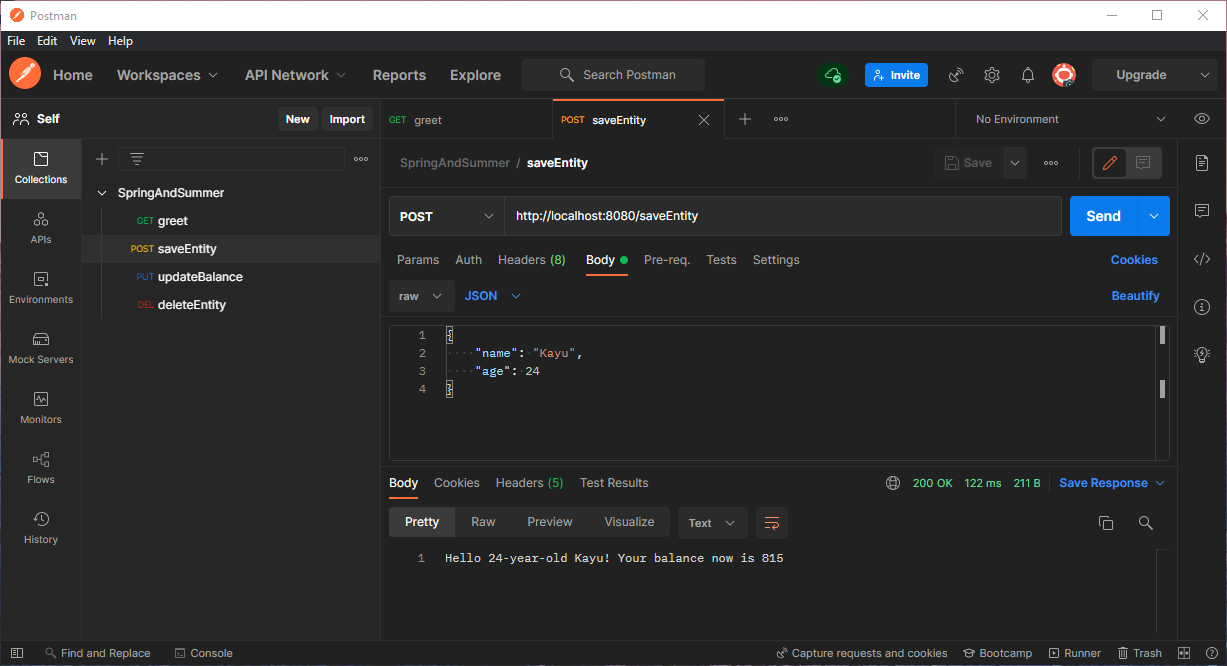 Postman
File Edit View Help
Home Workspaces API Network Reports Explore Search Postman Invite Upgrade
Self New Import GET greet POST saveEntity No Environment
Collections
APIs
Environments
Mock Servers
Monitors
Flows
History
SpringAndSummer
GET greet
POST saveEntity
PUT updateBalance
DEL deleteEntity
SpringAndSummer / saveEntity Save
POST http://localhost:8080/saveEntity Send
Params Auth Headers (8) Body Pre-req. Tests Settings Cookies
raw JSON Beautify
1 {
2 "name": "Kayu",
3 "age": 24
4 }
Body Cookies Headers (5) Test Results 200 OK 122 ms 211 B Save Response
Pretty Raw Preview Visualize Text
1 Hello 24-year-old Kayu! Your balance now is 815
Find and Replace Console Capture requests and cookies Bootcamp Runner Trash